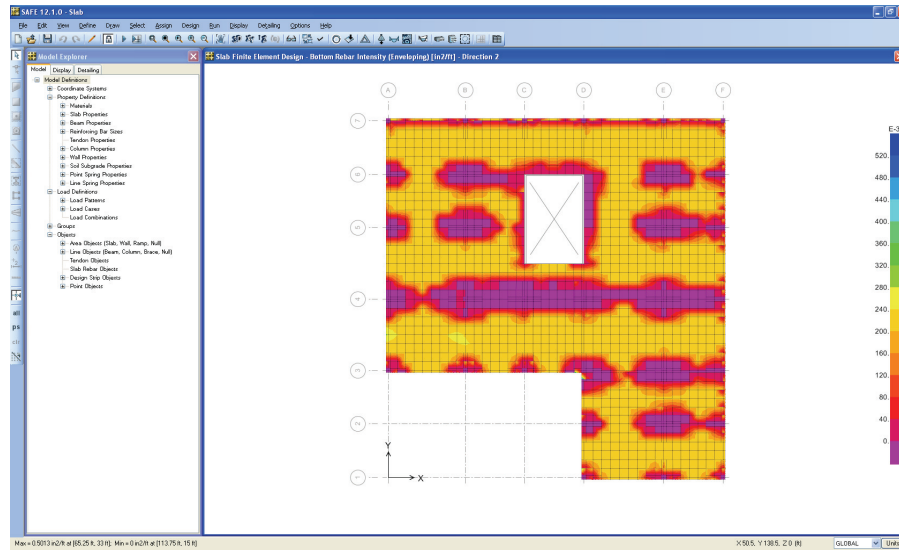 SAFE 12.1.0 - Slab
File Edit View Define Draw Select Assign Design Run Display Detailing Options Help
Model Explorer
Slab Finite Element Design - Bottom Rebar Intensity (Enveloping) [in2/ft] - Direction 2
Model Display Detailing
Model Definitions
Coordinate Systems
Property Definitions
Materials
Slab Properties
Beam Properties
Reinforcing Bar Sizes
Tendon Properties
Column Properties
Wall Properties
Soil Subgrade Properties
Point Spring Properties
Line Spring Properties
Load Definitions
Load Patterns
Load Cases
Load Combinations
Groups
Objects
Area Objects (Slab, Wall, Ramp, Null)
Line Objects (Beam, Column, Brace, Null)
Tendon Objects
Slab Rebar Objects
Design Strip Objects
Point Objects
all
ps
clr
A B C D E F
7
6
5
4
3
2
1
Y
X
E-3
520.
480.
440.
400.
360.
320.
280.
240.
200.
160.
120.
80.
40.
0.
Max = 0.5013 in2/ft at [65.25 ft, 33 ft]; Min = 0 in2/ft at [113.75 ft, 15 ft]
X 50.5, Y 138.5, Z 0 (ft)
GLOBAL
Units